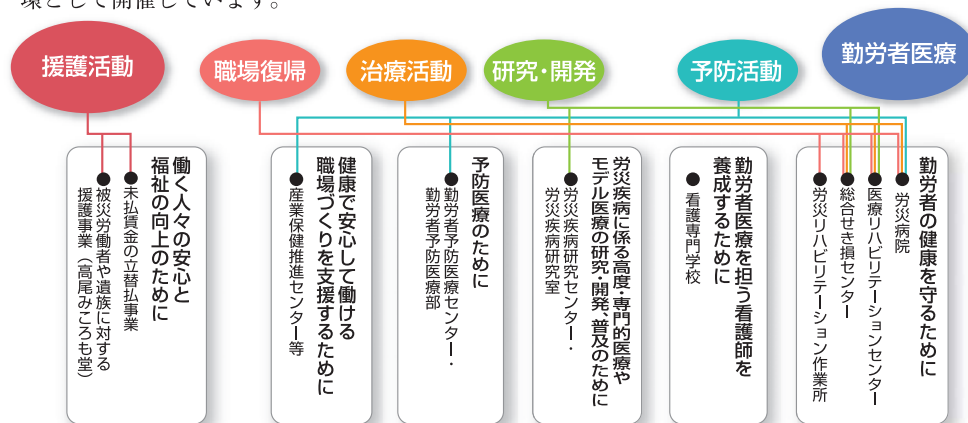 環として開催しています。
勤労者医療
予防活動
研究・開発
治療活動
職場復帰
援護活動
勤労者の健康を守るために
●労災病院
●医療リハビリテーションセンター
●総合せき損センター
●労災リハビリテーション作業所
勤労者医療を担う看護師を
養成するために
●看護専門学校
労災疾病に係る高度・専門的医療や
モデル医療の研究・開発、普及のために
●労災疾病研究センター・
労災疾病研究室
予防医療のために
●勤労者予防医療センター・
勤労者予防医療部
健康で安心して働ける
職場づくりを支援するために
●産業保健推進センター等
働く人々の安心と
福祉の向上のために
●未払賃金の立替払事業
●被災労働者や遺族に対する
援護事業（高尾みころも堂）